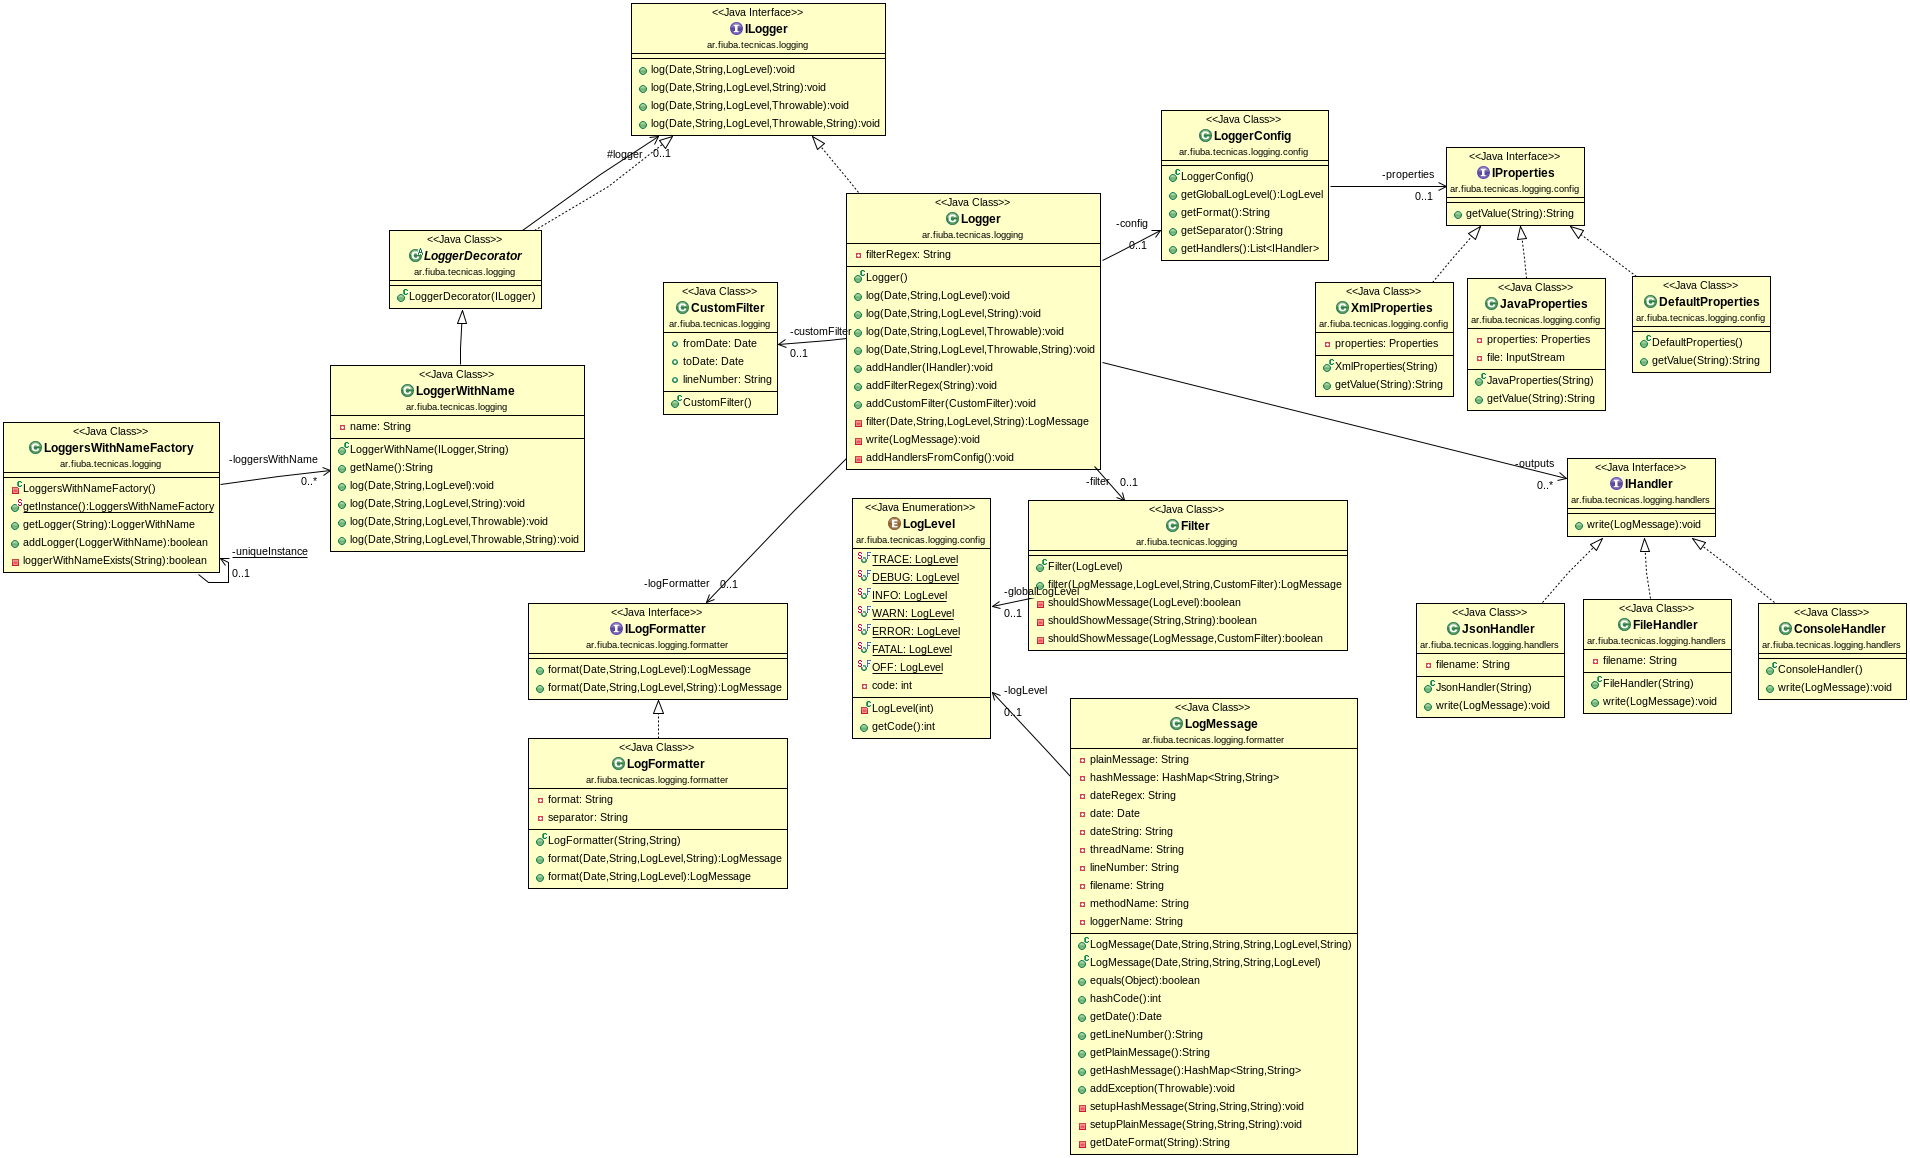 <<Java Interface>>
ILogger
ar.fiuba.tecnicas.logging
log(Date,String,LogLevel):void
log(Date,String,LogLevel,String):void
log(Date,String,LogLevel,Throwable):void
log(Date,String,LogLevel,Throwable,String):void
#logger
0..1
<<Java Class>>
LoggerDecorator
ar.fiuba.tecnicas.logging
LoggerDecorator(ILogger)
<<Java Class>>
LoggerWithName
ar.fiuba.tecnicas.logging
name: String
LoggerWithName(ILogger,String)
getName():String
log(Date,String,LogLevel):void
log(Date,String,LogLevel,String):void
log(Date,String,LogLevel,Throwable):void
log(Date,String,LogLevel,Throwable,String):void
<<Java Class>>
LoggersWithNameFactory
ar.fiuba.tecnicas.logging
LoggersWithNameFactory()
getInstance():LoggersWithNameFactory
getLogger(String):LoggerWithName
addLogger(LoggerWithName):boolean
loggerWithNameExists(String):boolean
-loggersWithName
0..*
-uniqueInstance
0..1
<<Java Class>>
CustomFilter
ar.fiuba.tecnicas.logging
fromDate: Date
toDate: Date
lineNumber: String
CustomFilter()
-customFilter
0..1
<<Java Class>>
Logger
ar.fiuba.tecnicas.logging
filterRegex: String
Logger()
log(Date,String,LogLevel):void
log(Date,String,LogLevel,String):void
log(Date,String,LogLevel,Throwable):void
log(Date,String,LogLevel,Throwable,String):void
addHandler(IHandler):void
addFilterRegex(String):void
addCustomFilter(CustomFilter):void
filter(Date,String,LogLevel,String):LogMessage
write(LogMessage):void
addHandlersFromConfig():void
-config
0..1
<<Java Class>>
LoggerConfig
ar.fiuba.tecnicas.logging.config
LoggerConfig()
getGlobalLogLevel():LogLevel
getFormat():String
getSeparator():String
getHandlers():List<IHandler>
-properties
0..1
<<Java Interface>>
IProperties
ar.fiuba.tecnicas.logging.config
getValue(String):String
<<Java Class>>
XmlProperties
ar.fiuba.tecnicas.logging.config
properties: Properties
XmlProperties(String)
getValue(String):String
<<Java Class>>
JavaProperties
ar.fiuba.tecnicas.logging.config
properties: Properties
file: InputStream
JavaProperties(String)
getValue(String):String
<<Java Class>>
DefaultProperties
ar.fiuba.tecnicas.logging.config
DefaultProperties()
getValue(String):String
-outputs
0..*
<<Java Interface>>
IHandler
ar.fiuba.tecnicas.logging.handlers
write(LogMessage):void
<<Java Class>>
JsonHandler
ar.fiuba.tecnicas.logging.handlers
filename: String
JsonHandler(String)
write(LogMessage):void
<<Java Class>>
FileHandler
ar.fiuba.tecnicas.logging.handlers
filename: String
FileHandler(String)
write(LogMessage):void
<<Java Class>>
ConsoleHandler
ar.fiuba.tecnicas.logging.handlers
ConsoleHandler()
write(LogMessage):void
-filter
0..1
<<Java Class>>
Filter
ar.fiuba.tecnicas.logging
Filter(LogLevel)
filter(LogMessage,LogLevel,String,CustomFilter):LogMessage
shouldShowMessage(LogLevel):boolean
shouldShowMessage(String,String):boolean
shouldShowMessage(LogMessage,CustomFilter):boolean
-globalLogLevel
0..1
<<Java Enumeration>>
LogLevel
ar.fiuba.tecnicas.logging.config
TRACE: LogLevel
DEBUG: LogLevel
INFO: LogLevel
WARN: LogLevel
ERROR: LogLevel
FATAL: LogLevel
OFF: LogLevel
code: int
LogLevel(int)
getCode():int
-logLevel
0..1
-logFormatter
0..1
<<Java Interface>>
ILogFormatter
ar.fiuba.tecnicas.logging.formatter
format(Date,String,LogLevel):LogMessage
format(Date,String,LogLevel,String):LogMessage
<<Java Class>>
LogFormatter
ar.fiuba.tecnicas.logging.formatter
format: String
separator: String
LogFormatter(String,String)
format(Date,String,LogLevel,String):LogMessage
format(Date,String,LogLevel):LogMessage
<<Java Class>>
LogMessage
ar.fiuba.tecnicas.logging.formatter
plainMessage: String
hashMessage: HashMap<String,String>
dateRegex: String
date: Date
dateString: String
threadName: String
lineNumber: String
filename: String
methodName: String
loggerName: String
LogMessage(Date,String,String,String,LogLevel,String)
LogMessage(Date,String,String,String,LogLevel)
equals(Object):boolean
hashCode():int
getDate():Date
getLineNumber():String
getPlainMessage():String
getHashMessage():HashMap<String,String>
addException(Throwable):void
setupHashMessage(String,String,String):void
setupPlainMessage(String,String,String):void
getDateFormat(String):String